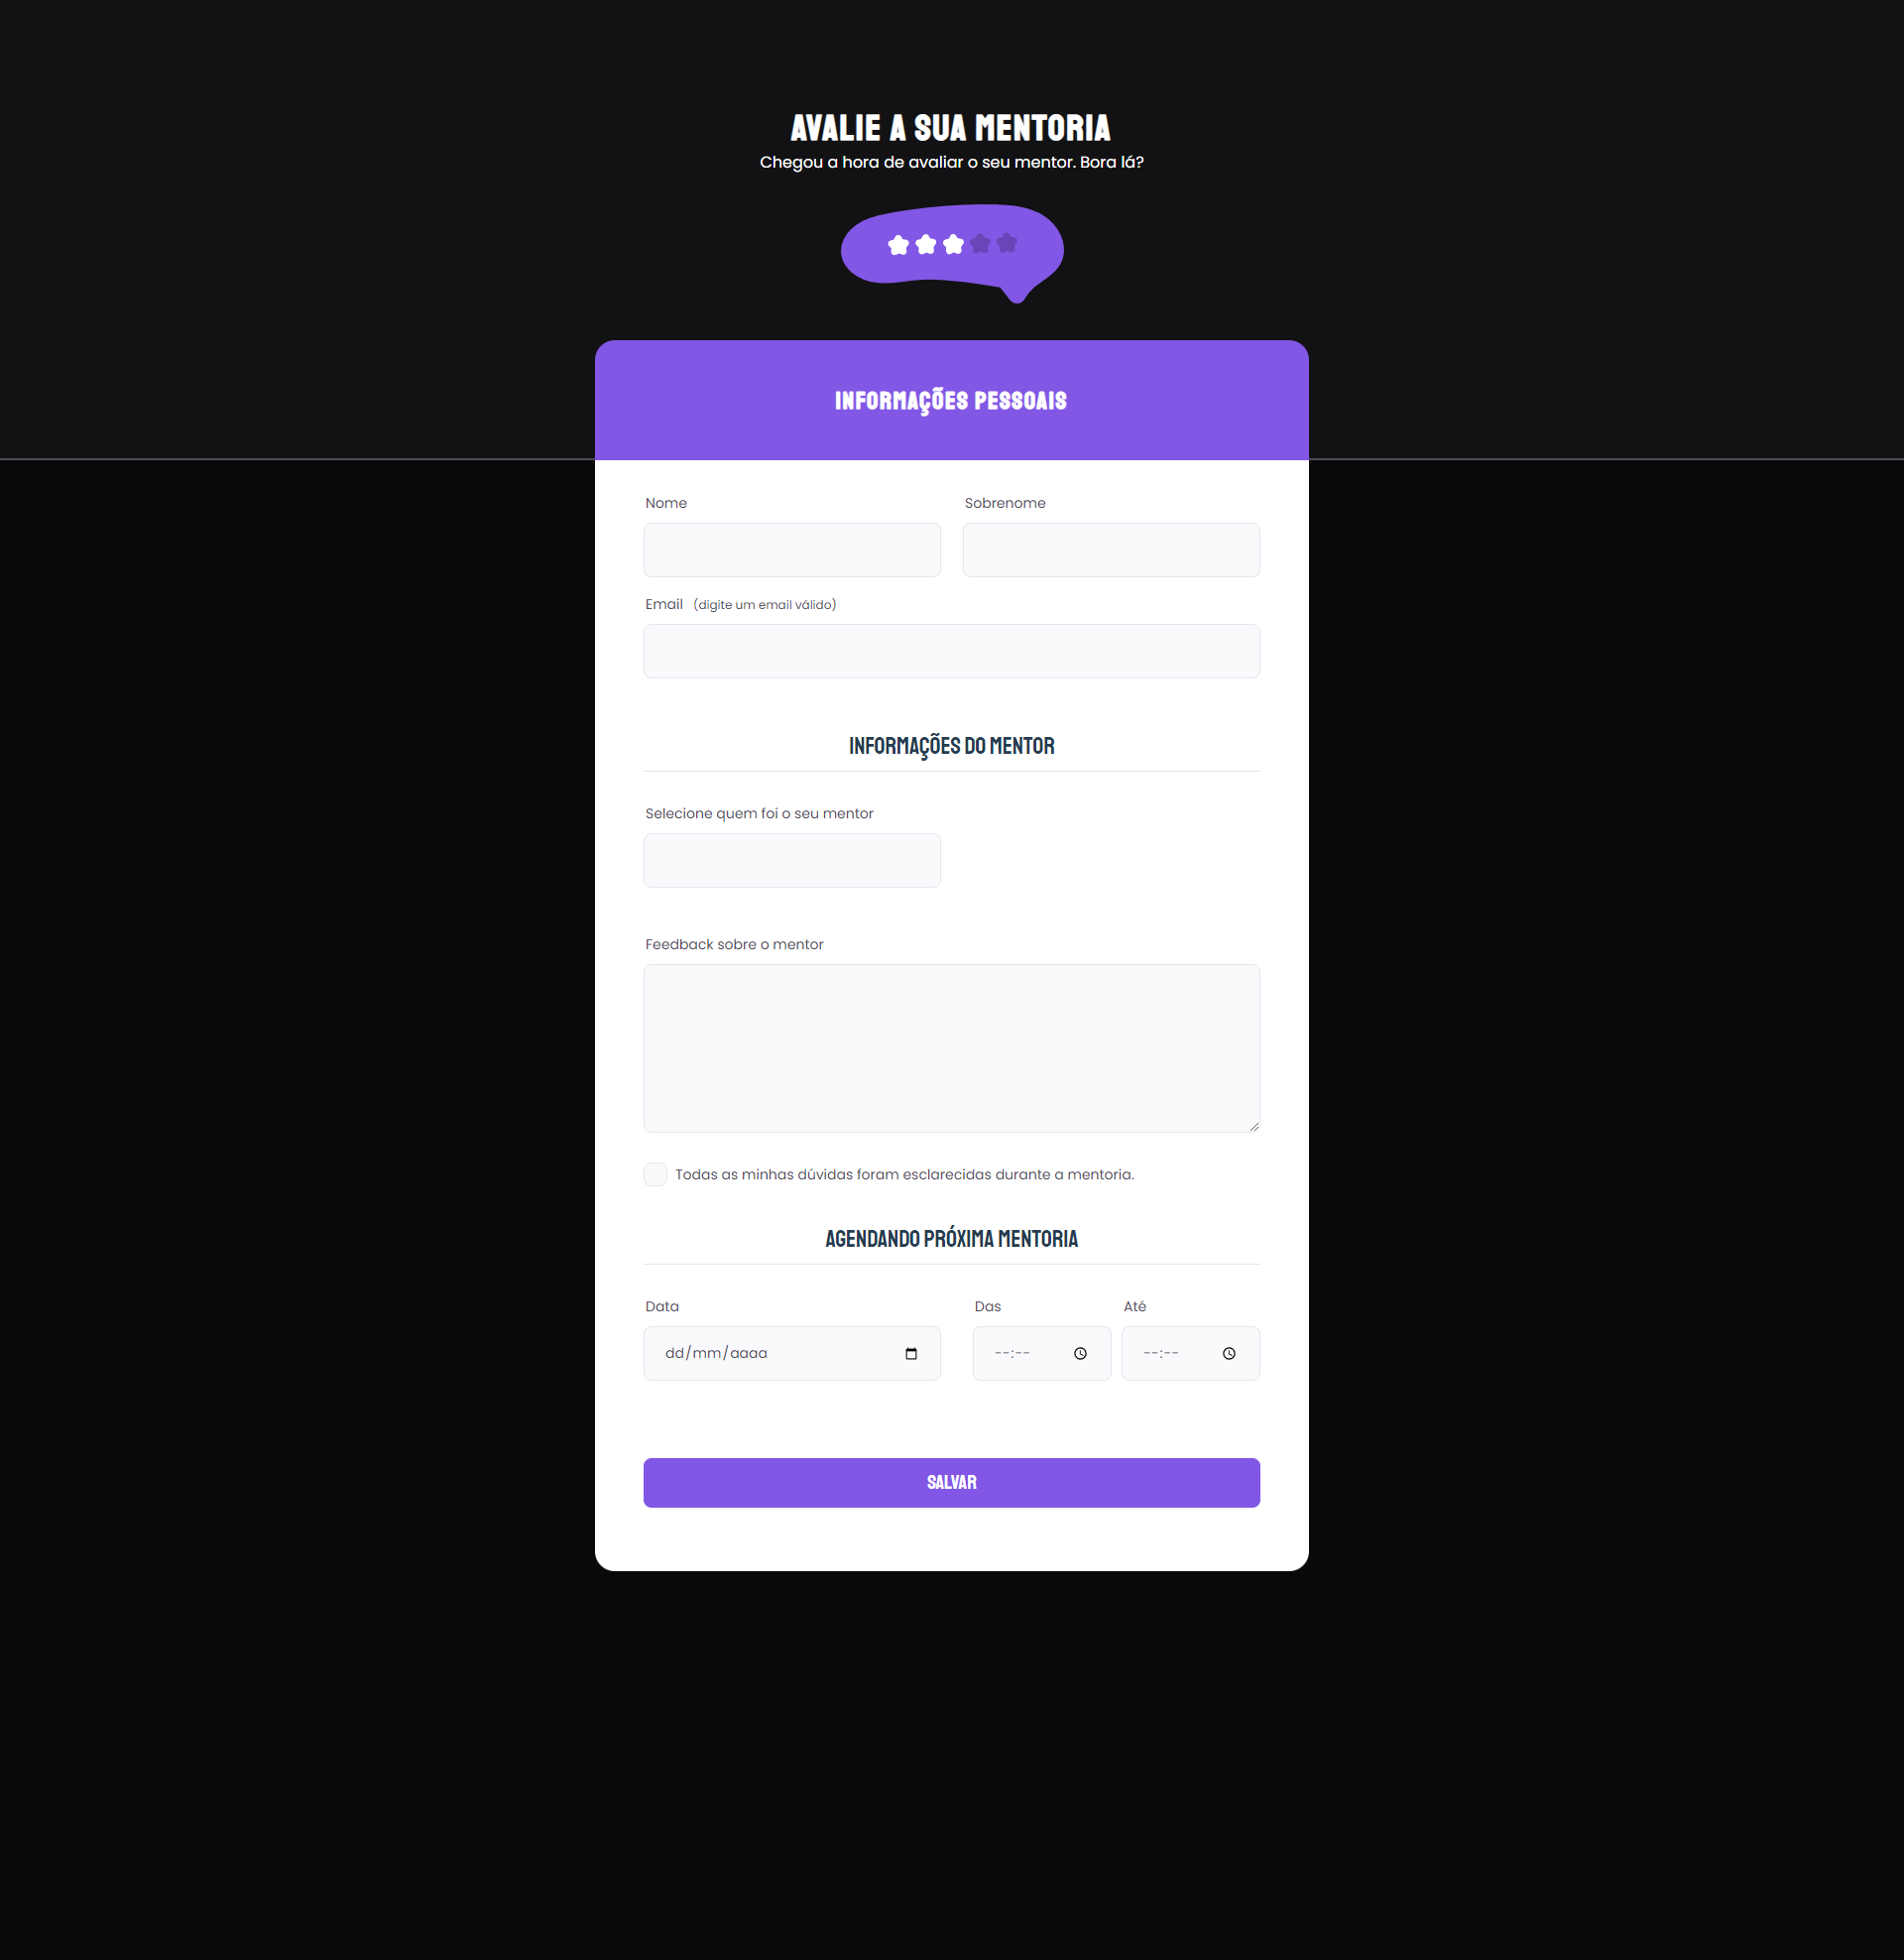 AVALIE A SUA MENTORIA
Chegou a hora de avaliar o seu mentor. Bora lá?
INFORMAÇÕES PESSOAIS
Nome Sobrenome
Email (digite um email válido)
INFORMAÇÕES DO MENTOR
Selecione quem foi o seu mentor
Feedback sobre o mentor
Todas as minhas dúvidas foram esclarecidas durante a mentoria.
AGENDANDO PRÓXIMA MENTORIA
Data Das Até
dd/mm/aaaa --:-- --:--
SALVAR